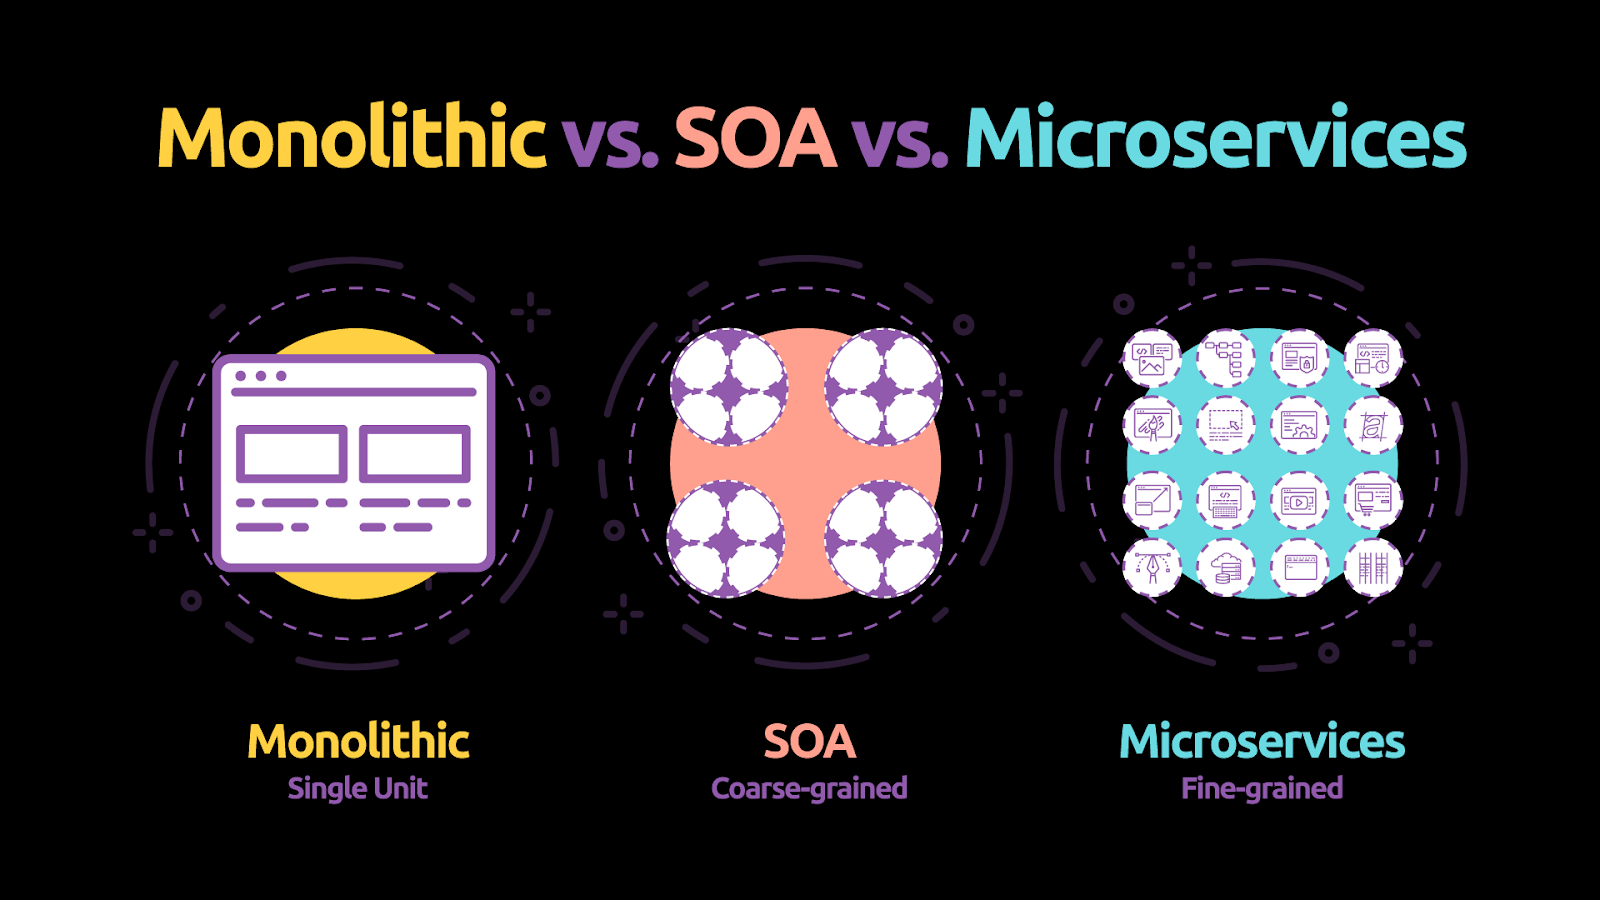 Monolithic vs. SOA vs. Microservices
Monolithic
Single Unit
SOA
Coarse-grained
Microservices
Fine-grained